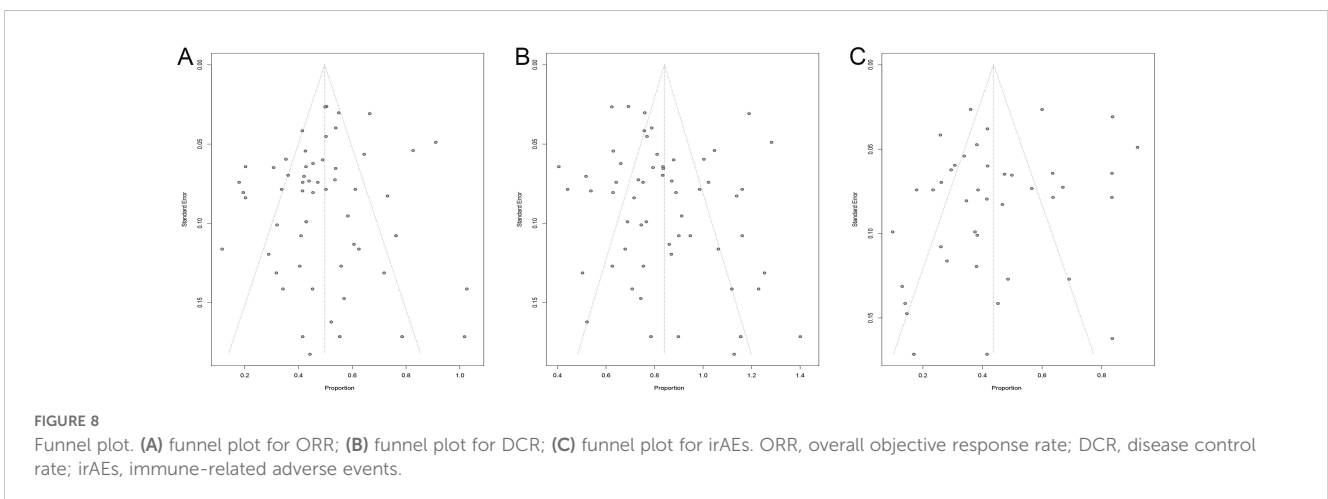 A
0.00
0.05
0.10
0.15
Standard Error
0.2
0.4
0.6
0.8
1.0
Proportion
B
0.00
0.05
0.10
0.15
Standard Error
0.4
0.6
0.8
1.0
1.2
1.4
Proportion
C
0.00
0.05
0.10
0.15
Standard Error
0.2
0.4
0.6
0.8
Proportion
FIGURE 8
Funnel plot. (A) funnel plot for ORR; (B) funnel plot for DCR; (C) funnel plot for irAEs. ORR, overall objective response rate; DCR, disease control
rate; irAEs, immune-related adverse events.